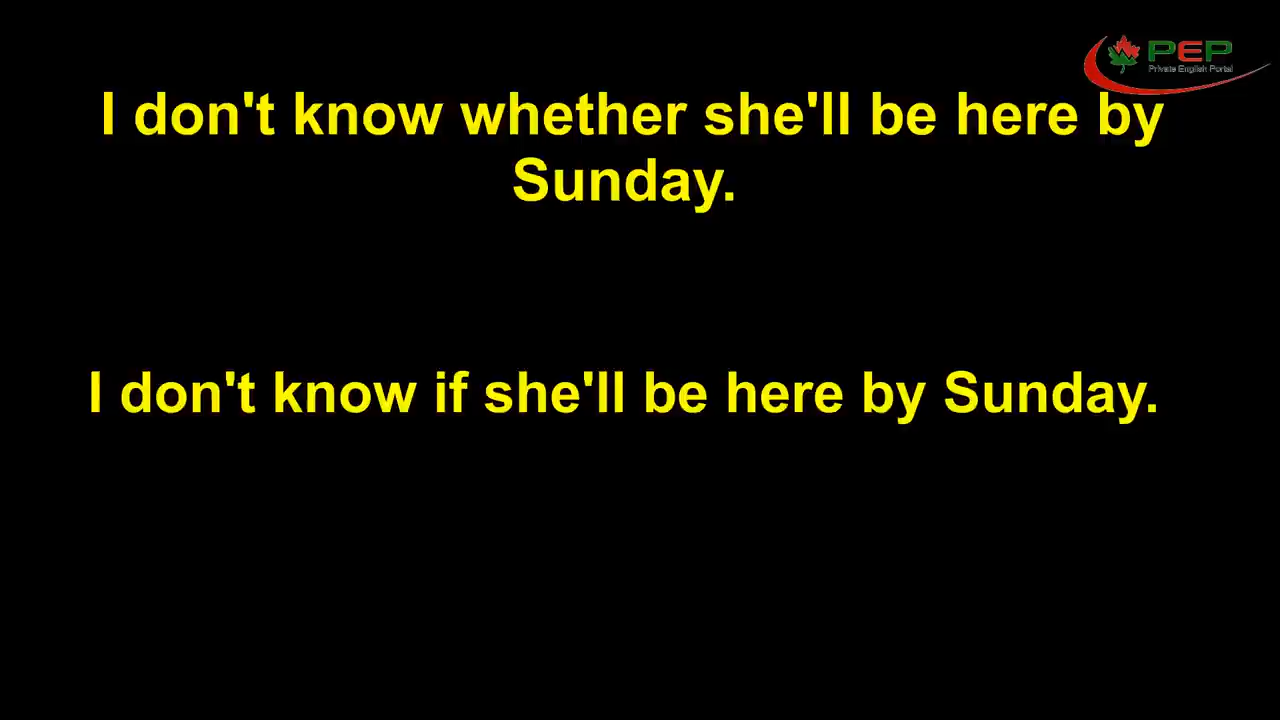 PEP
Private English Portal
I don't know whether she'll be here by
Sunday.
I don't know if she'll be here by Sunday.